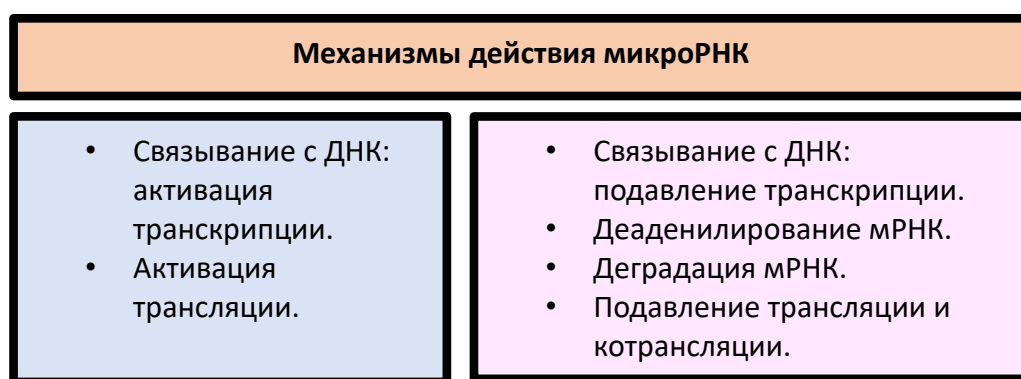 Механизмы действия микроРНК
• Связывание с ДНК:
активация
транскрипции.
• Активация
трансляции.
• Связывание с ДНК:
подавление транскрипции.
• Деаденилирование мРНК.
• Деградация мРНК.
• Подавление трансляции и
котрансляции.